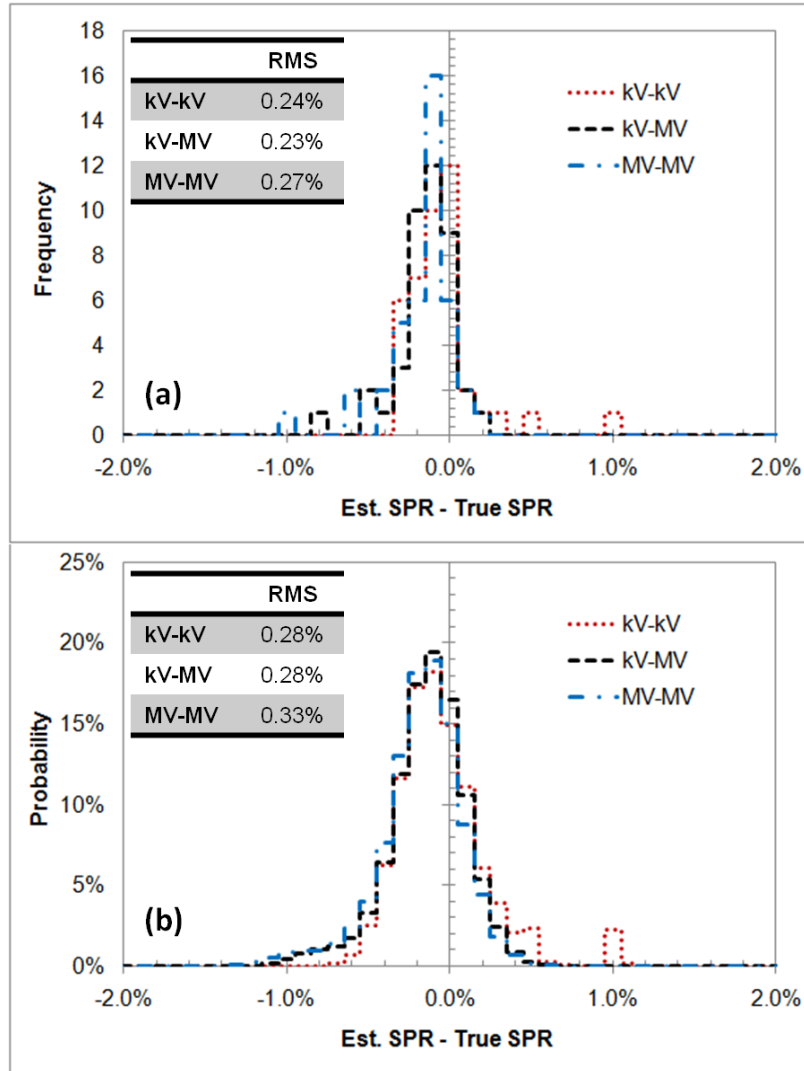 18
16
14
12
10
8
6
4
2
0
Frequency
RMS
kV-kV 0.24%
kV-MV 0.23%
MV-MV 0.27%
kV-kV
kV-MV
MV-MV
(a)
-2.0% -1.0% 0.0% 1.0% 2.0%
Est. SPR - True SPR
25%
20%
15%
10%
5%
0%
Probability
RMS
kV-kV 0.28%
kV-MV 0.28%
MV-MV 0.33%
kV-kV
kV-MV
MV-MV
(b)
-2.0% -1.0% 0.0% 1.0% 2.0%
Est. SPR - True SPR